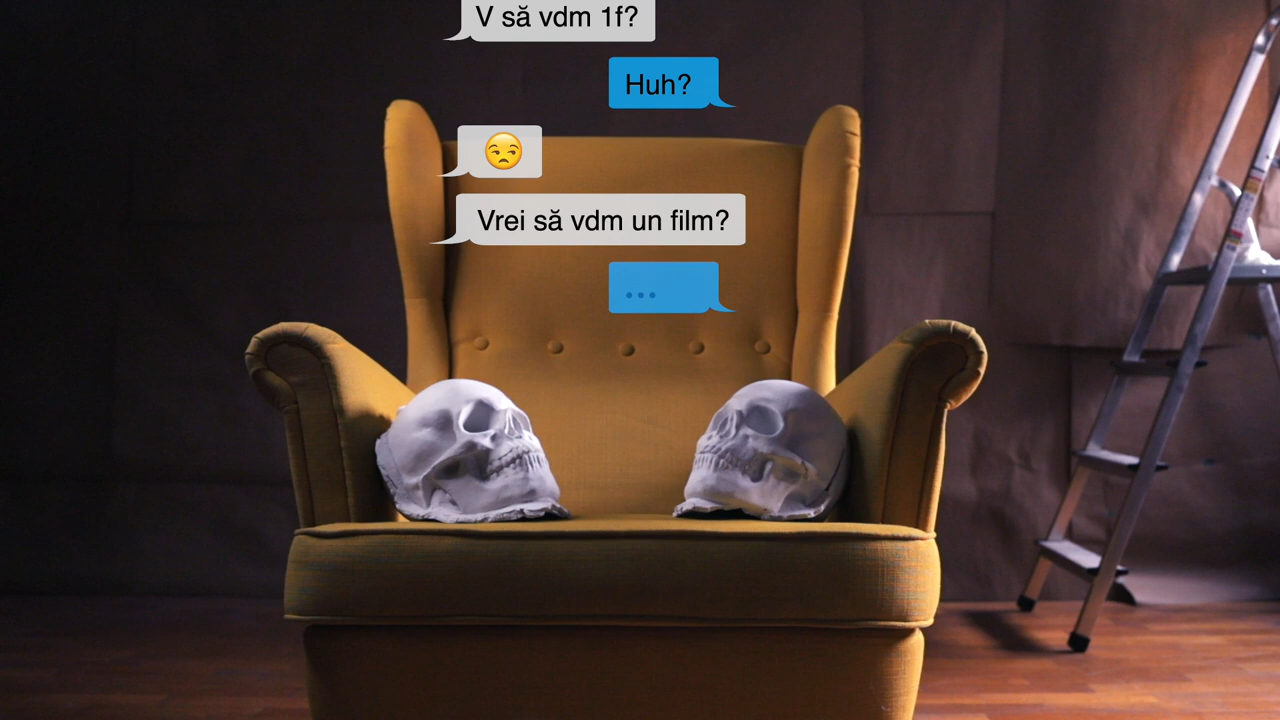 V să vdm 1f?
Huh?
😒
Vrei să vdm un film?
...